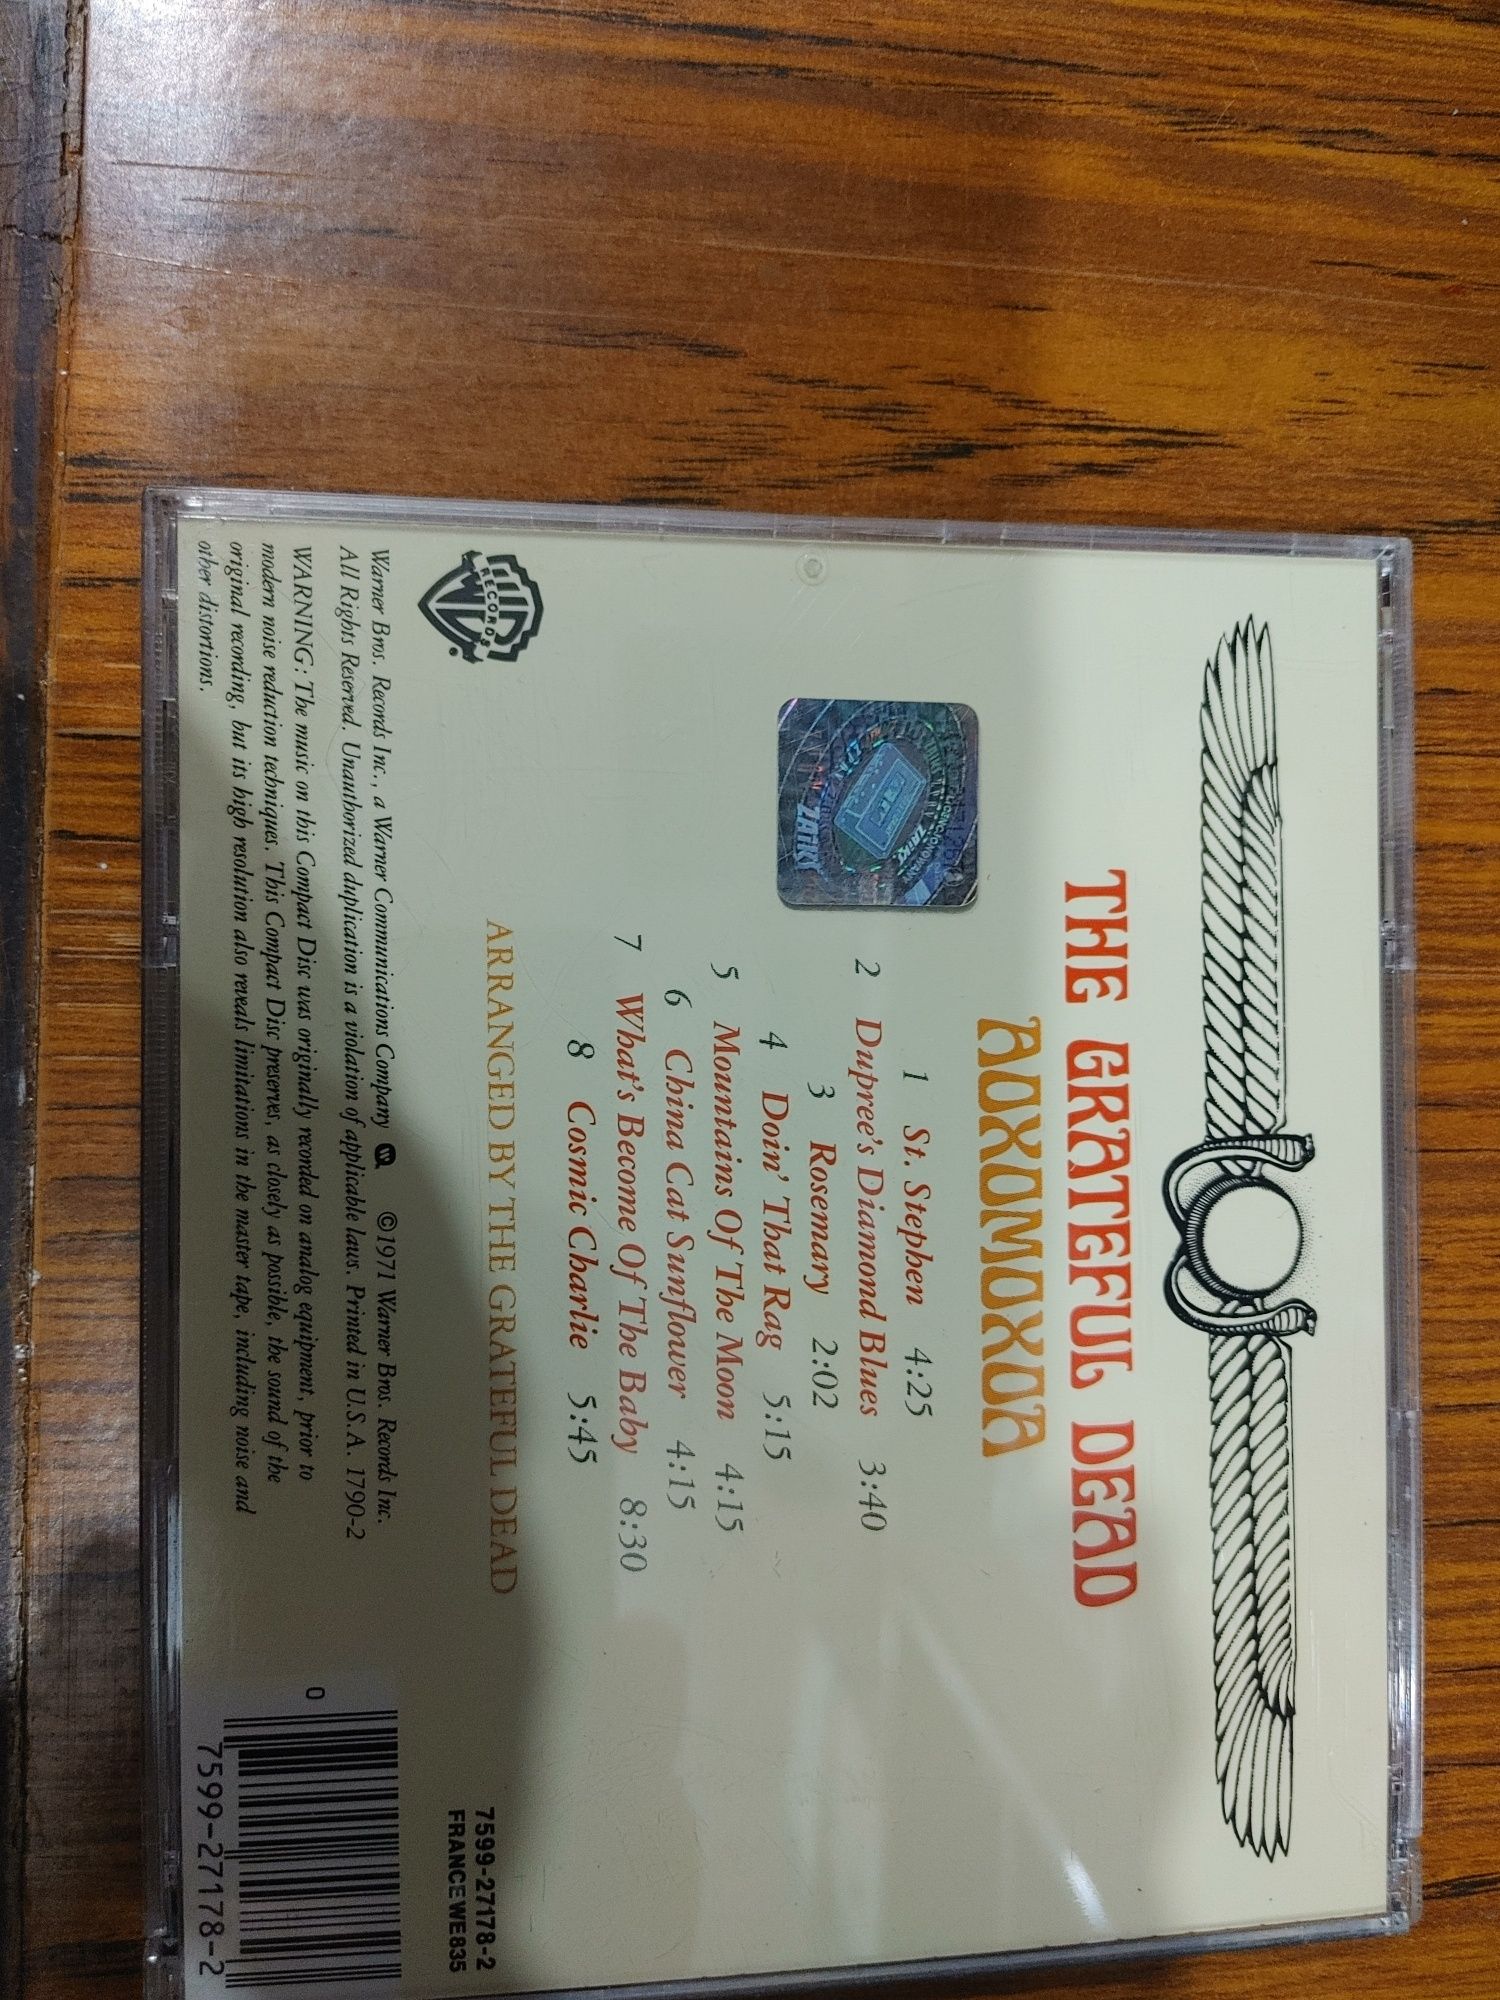 THE GRATEFUL DEAD
AOXOMOXOA
1 St. Stephen 4:25
2 Dupree's Diamond Blues 3:40
3 Rosemary 2:02
4 Doin' That Rag 5:15
5 Mountains Of The Moon 4:15
6 China Cat Sunflower 4:15
7 What's Become Of The Baby 8:30
8 Cosmic Charlie 5:45
ARRANGED BY THE GRATEFUL DEAD
ZAIKS
ZAIKS
RECORDS
Warner Bros. Records Inc., a Warner Communications Company ©1971 Warner Bros. Records Inc.
All Rights Reserved. Unauthorized duplication is a violation of applicable laws. Printed in U.S.A. 1790-2
WARNING: The music on this Compact Disc was originally recorded on analog equipment, prior to
modern noise reduction techniques. This Compact Disc preserves, as closely as possible, the sound of the
original recording, but its high resolution also reveals limitations in the master tape, including noise and
other distortions.
7599-27178-2
FRANCE WE 835
0
7599-27178-2